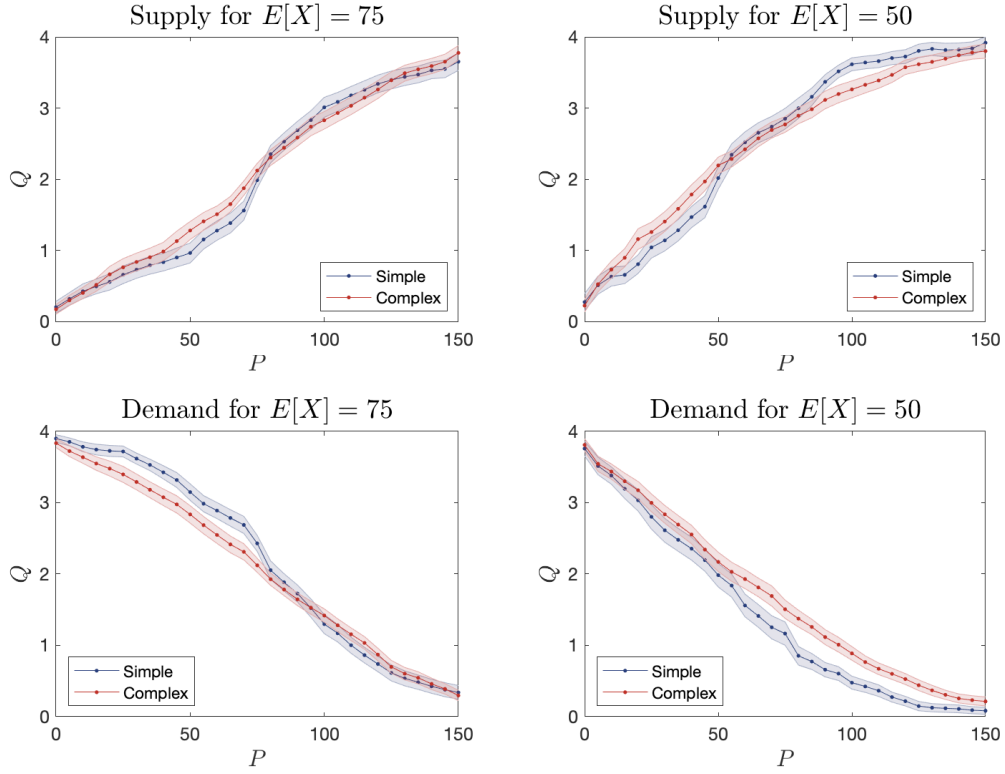 Supply for E[X] = 75
4
3
2
1
0
Q
0
50
100
150
P
Simple
Complex
Supply for E[X] = 50
4
3
2
1
0
Q
0
50
100
150
P
Simple
Complex
Demand for E[X] = 75
4
3
2
1
0
Q
0
50
100
150
P
Simple
Complex
Demand for E[X] = 50
4
3
2
1
0
Q
0
50
100
150
P
Simple
Complex